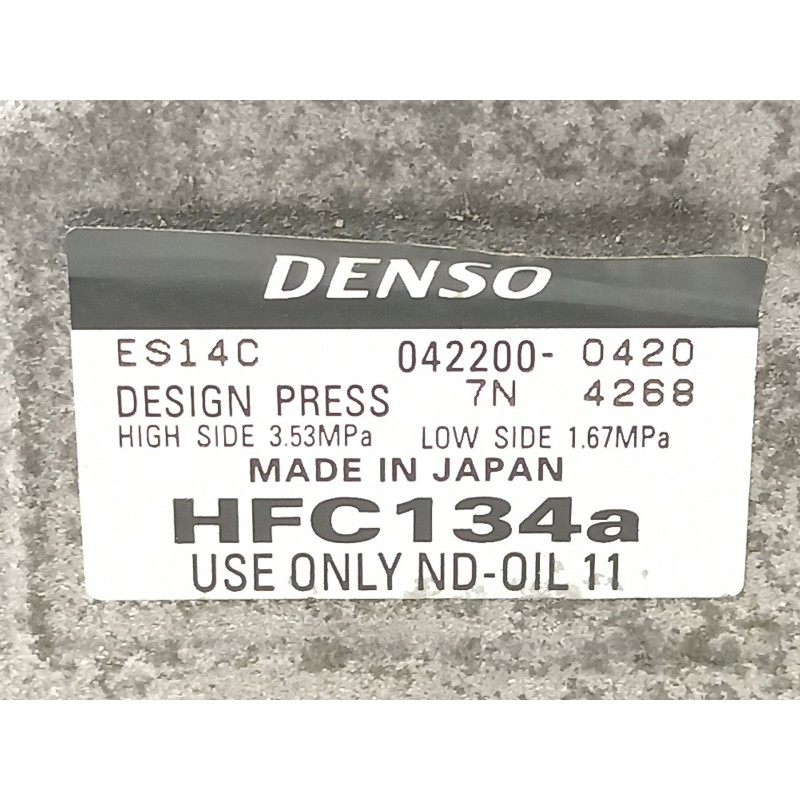 DENSO
ES14C 042200- 0420
DESIGN PRESS 7N 4268
HIGH SIDE 3.53MPa LOW SIDE 1.67MPa
MADE IN JAPAN
HFC134a
USE ONLY ND-OIL 11